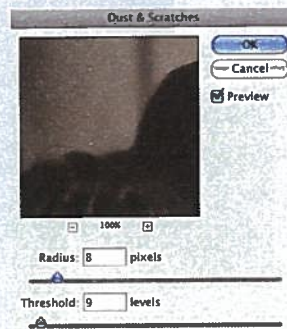 Dust & Scratches
OK
Cancel
Preview
100%
Radius: 8 pixels
Threshold: 9 levels